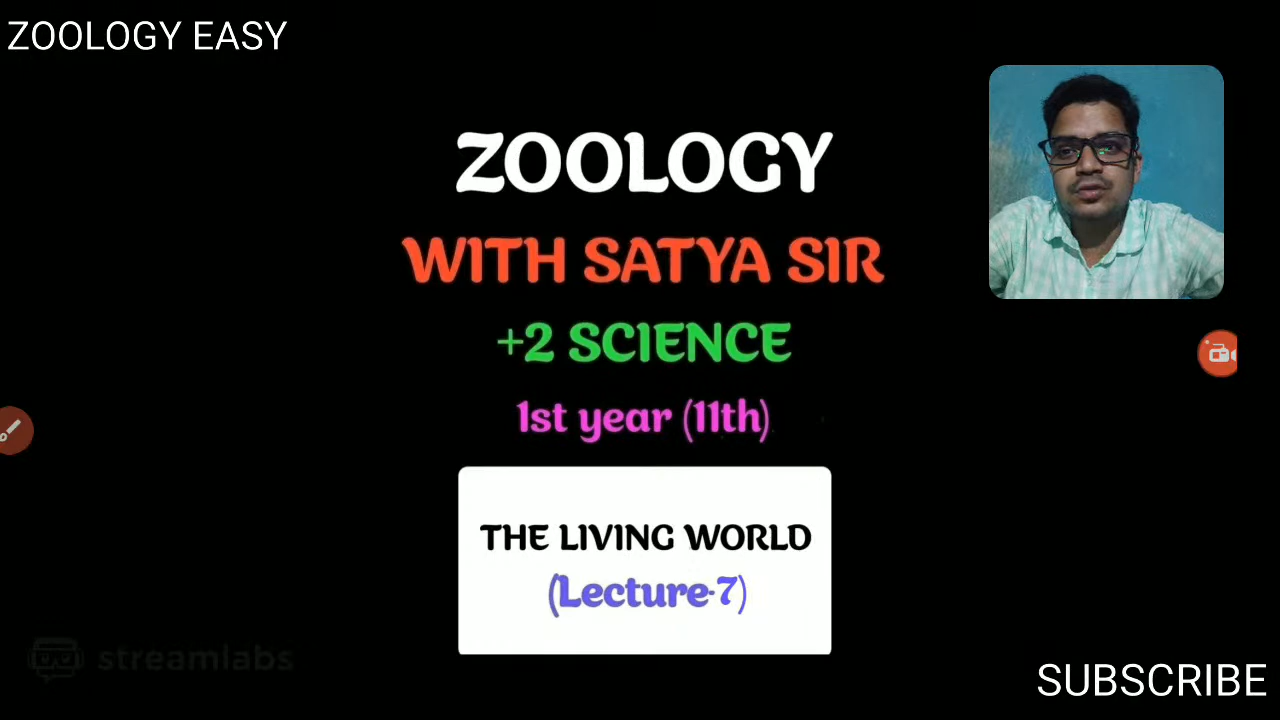 ZOOLOGY EASY
ZOOLOGY
WITH SATYA SIR
+2 SCIENCE
1st year (11th)
THE LIVING WORLD
(Lecture-7)
streamlabs
SUBSCRIBE